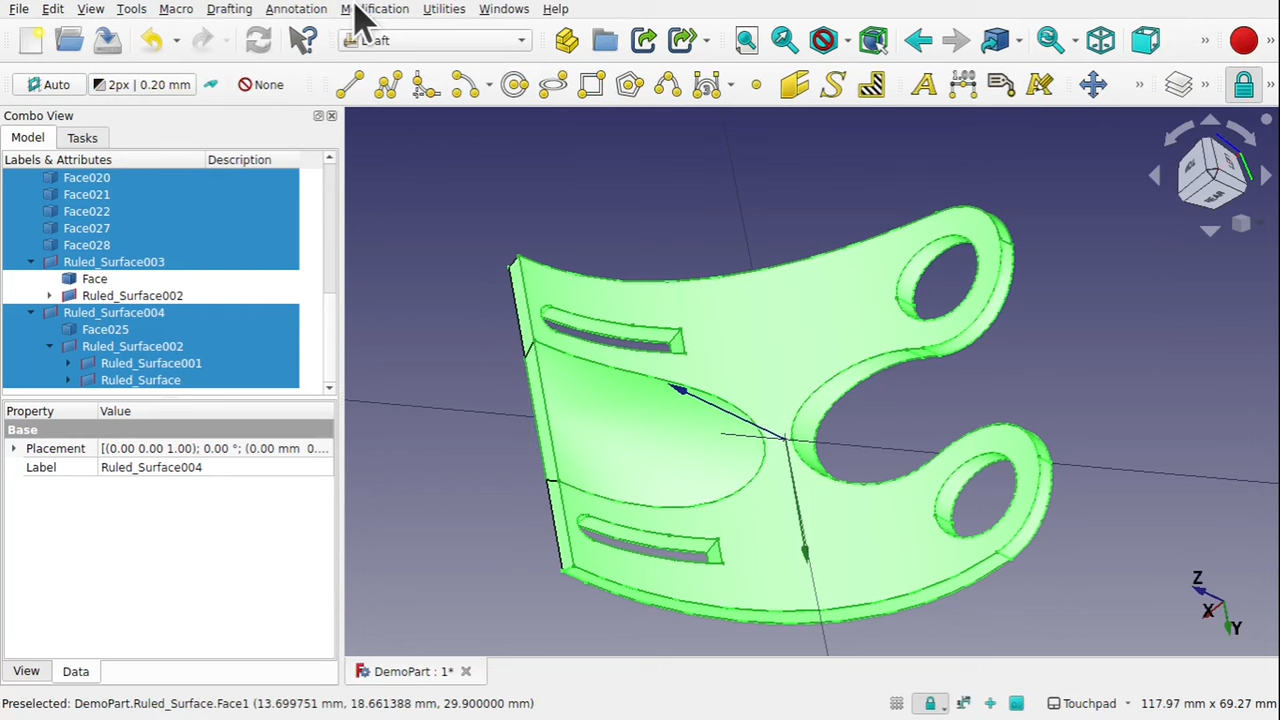 File Edit View Tools Macro Drafting Annotation Modification Utilities Windows Help
Auto 2px | 0.20 mm None 1.00
Combo View
Model Tasks
Labels & Attributes Description
Face020
Face021
Face022
Face027
Face028
Ruled_Surface003
Face
Ruled_Surface002
Ruled_Surface004
Face025
Ruled_Surface002
Ruled_Surface001
Ruled_Surface
Property Value
Base
Placement [(0.00 0.00 1.00); 0.00 °; (0.00 mm 0....
Label Ruled_Surface004
REAR
Z
X
Y
View Data
DemoPart : 1*
Preselected: DemoPart.Ruled_Surface.Face1 (13.699751 mm, 18.661388 mm, 29.900000 mm)
Touchpad 117.97 mm x 69.27 mm